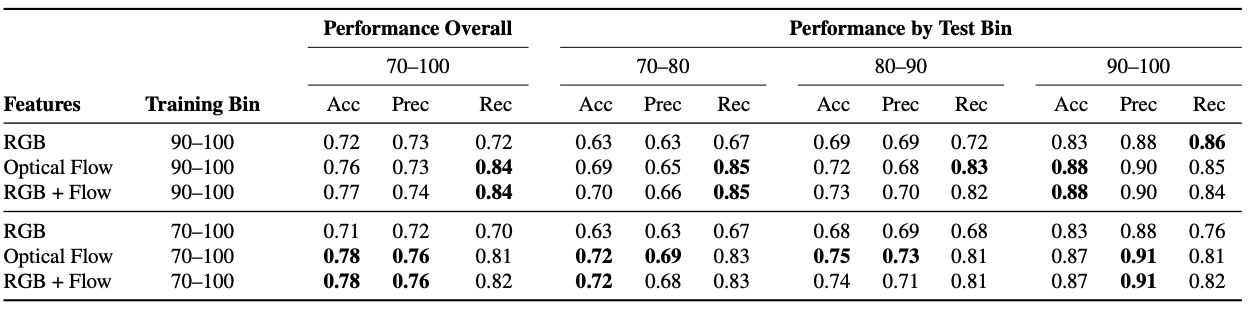 Performance Overall Performance by Test Bin
70–100 70–80 80–90 90–100
Features Training Bin Acc Prec Rec Acc Prec Rec Acc Prec Rec Acc Prec Rec
RGB 90–100 0.72 0.73 0.72 0.63 0.63 0.67 0.69 0.69 0.72 0.83 0.88 0.86
Optical Flow 90–100 0.76 0.73 0.84 0.69 0.65 0.85 0.72 0.68 0.83 0.88 0.90 0.85
RGB + Flow 90–100 0.77 0.74 0.84 0.70 0.66 0.85 0.73 0.70 0.82 0.88 0.90 0.84
RGB 70–100 0.71 0.72 0.70 0.63 0.63 0.67 0.68 0.69 0.68 0.83 0.88 0.76
Optical Flow 70–100 0.78 0.76 0.81 0.72 0.69 0.83 0.75 0.73 0.81 0.87 0.91 0.81
RGB + Flow 70–100 0.78 0.76 0.82 0.72 0.68 0.83 0.74 0.71 0.81 0.87 0.91 0.82